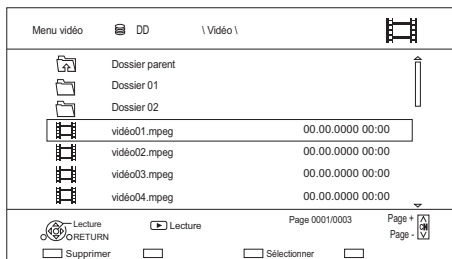 Menu vidéo DD \ Vidéo \
Dossier parent
Dossier 01
Dossier 02
vidéo01.mpeg 00.00.0000 00:00
vidéo02.mpeg 00.00.0000 00:00
vidéo03.mpeg 00.00.0000 00:00
vidéo04.mpeg 00.00.0000 00:00
Lecture Lecture Page 0001/0003 Page + CH
RETURN Page -
Supprimer Sélectionner